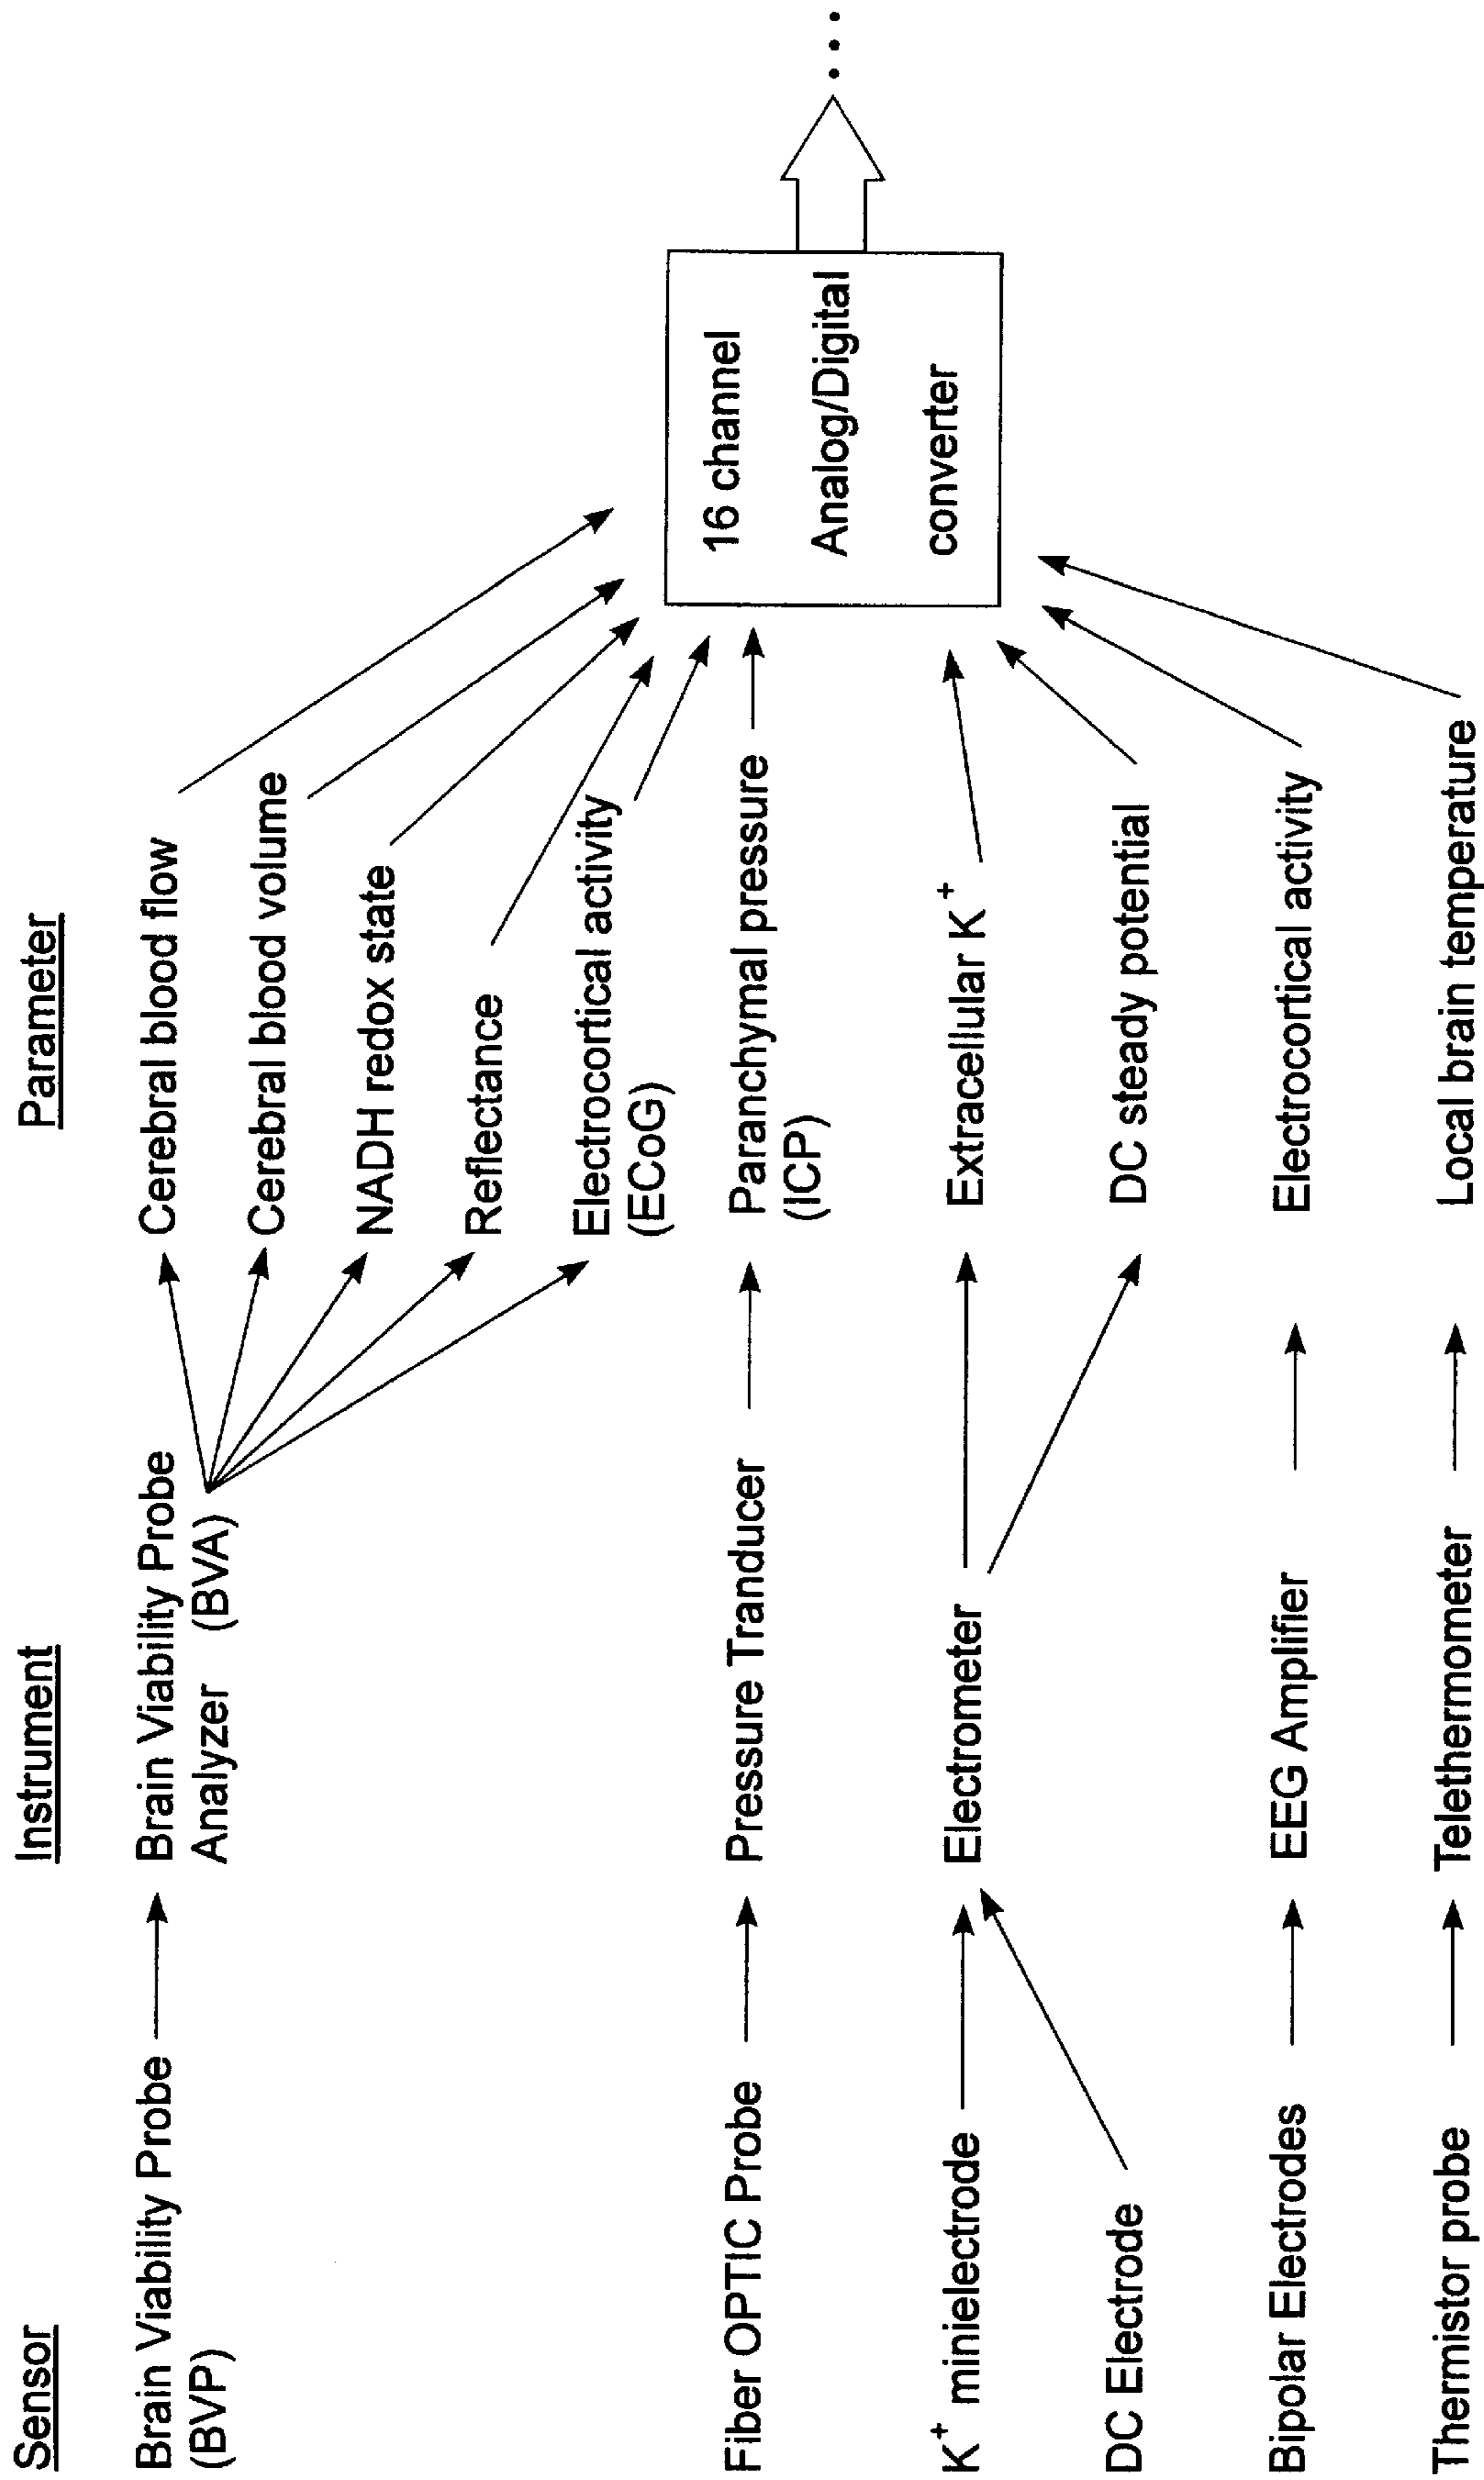 Sensor
Instrument
Parameter
Brain Viability Probe
(BVP)
Brain Viability Probe
Analyzer (BVA)
Cerebral blood flow
Cerebral blood volume
NADH redox state
Reflectance
Electrocortical activity
(ECoG)
Fiber OPTIC Probe
Pressure Tranducer
Paranchymal pressure
(ICP)
K⁺ minielectrode
Electrometer
Extracellular K⁺
DC Electrode
DC steady potential
Bipolar Electrodes
EEG Amplifier
Electrocortical activity
Thermistor probe
Telethermometer
Local brain temperature
16 channel
Analog/Digital
converter